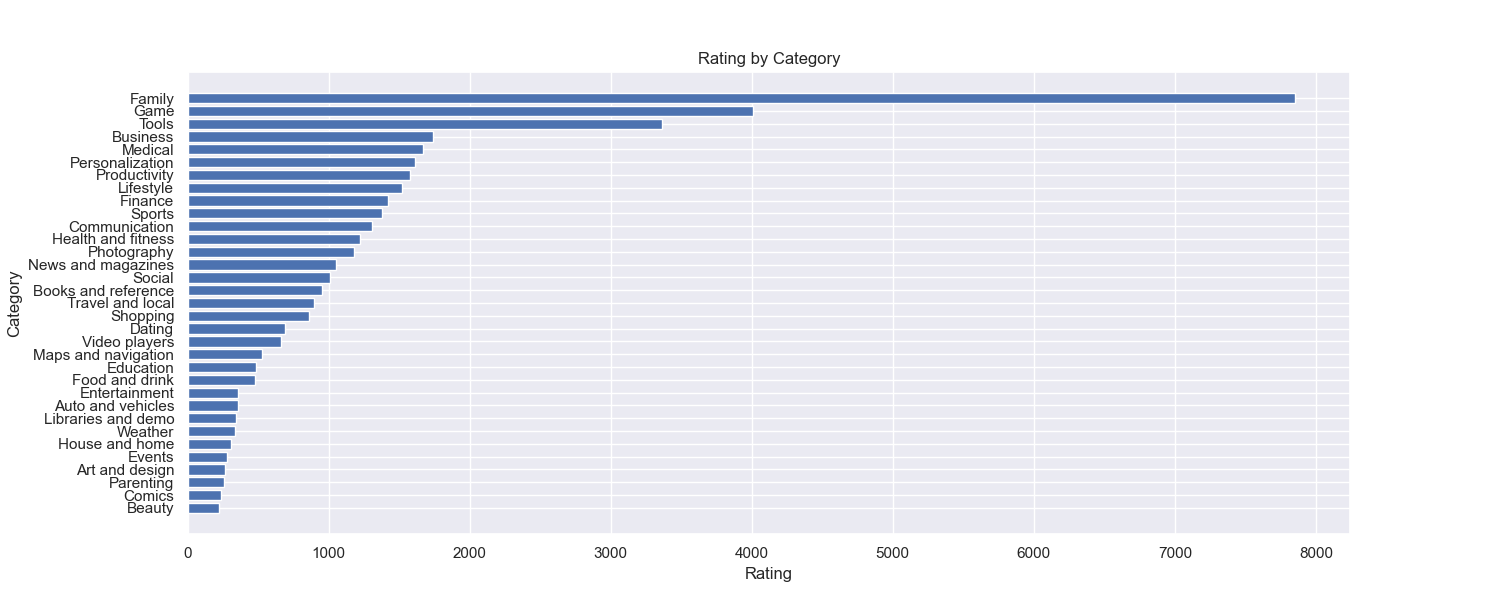 Rating by Category
Family
Game
Tools
Business
Medical
Personalization
Productivity
Lifestyle
Finance
Sports
Communication
Health and fitness
Photography
News and magazines
Social
Books and reference
Travel and local
Shopping
Dating
Video players
Maps and navigation
Education
Food and drink
Entertainment
Auto and vehicles
Libraries and demo
Weather
House and home
Events
Art and design
Parenting
Comics
Beauty
Category
0 1000 2000 3000 4000 5000 6000 7000 8000
Rating